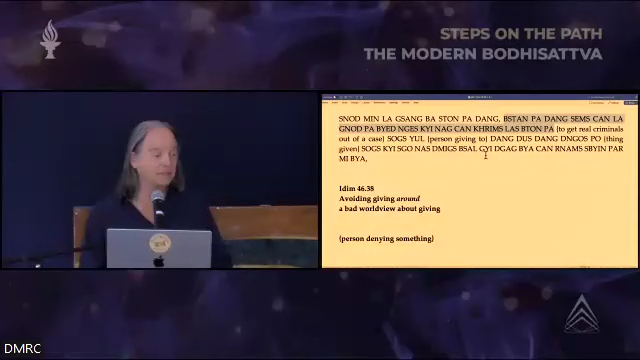 STEPS ON THE PATH
THE MODERN BODHISATTVA
SNOD MIN LA GSANG BA STON PA DANG, BSTAN PA DANG SEMS CAN LA
GNOD PA BYED NGES KYI NAG CAN KHRIMS LAS BTON PA (to get real criminals
out of a case) SOGS YUL (person giving to) DANG DUS DANG DNGOS PO (thing
given) SOGS KYI SGO NAS DMIGS BSAL GYI DGAG BYA CAN RNAMS SBYIN PAR
MI BYA,
Idim 46.38
Avoiding giving around
a bad worldview about giving
(person denying something)
DMRC